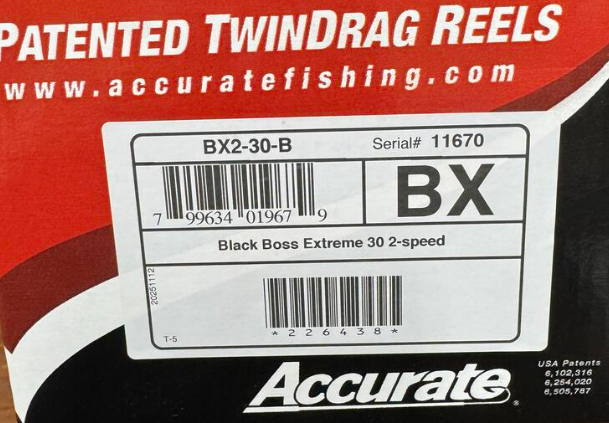 PATENTED TWINDRAG REELS
www.accuratefishing.com
BX2-30-B Serial# 11670
7 99634 01967 9
BX
Black Boss Extreme 30 2-speed
20251112
*226438*
T-5
Accurate®
USA Patents
6,102,316
6,254,020
6,505,787